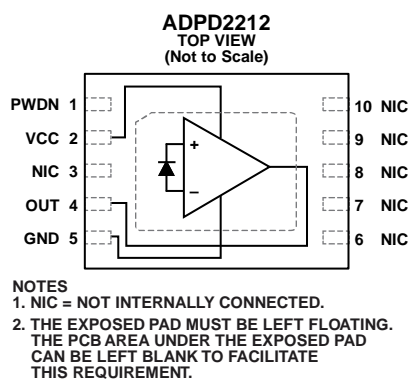 ADPD2212
TOP VIEW
(Not to Scale)
PWDN 1
VCC 2
NIC 3
OUT 4
GND 5
+
–
10 NIC
9 NIC
8 NIC
7 NIC
6 NIC
NOTES
1. NIC = NOT INTERNALLY CONNECTED.
2. THE EXPOSED PAD MUST BE LEFT FLOATING.
THE PCB AREA UNDER THE EXPOSED PAD
CAN BE LEFT BLANK TO FACILITATE
THIS REQUIREMENT.